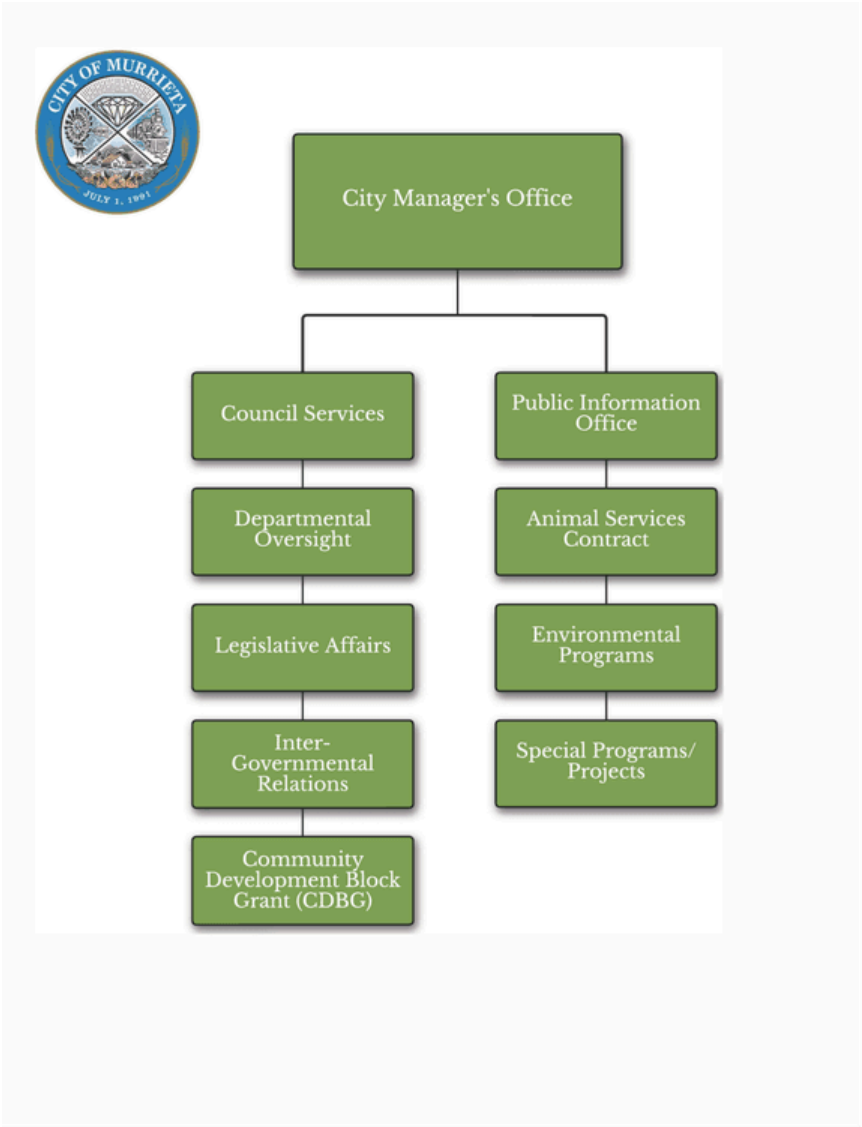 CITY OF MURRIETA
JULY 1, 1991
City Manager's Office
Council Services
Departmental
Oversight
Legislative Affairs
Inter-
Governmental
Relations
Community
Development Block
Grant (CDBG)
Public Information
Office
Animal Services
Contract
Environmental
Programs
Special Programs/
Projects